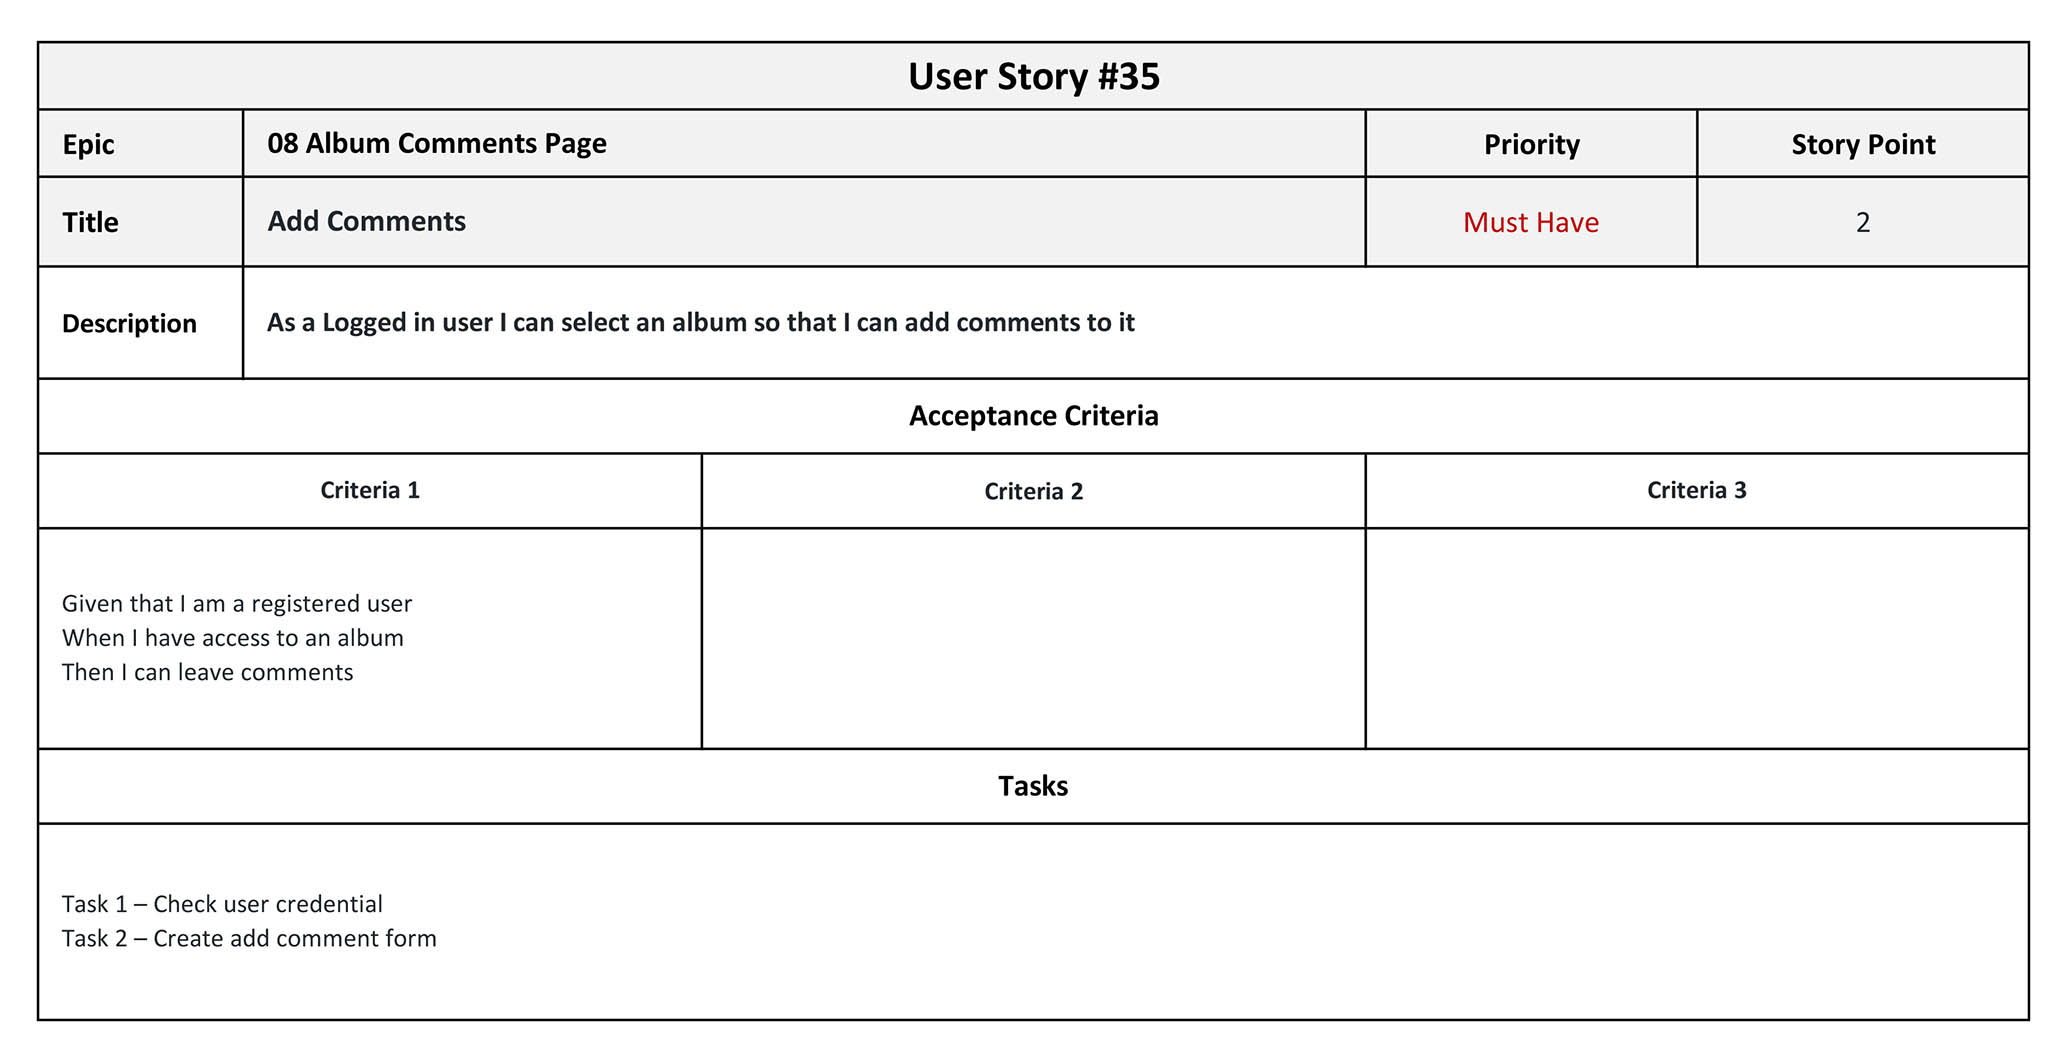 User Story #35
Epic 08 Album Comments Page Priority Story Point
Title Add Comments Must Have 2
Description As a Logged in user I can select an album so that I can add comments to it
Acceptance Criteria
Criteria 1 Criteria 2 Criteria 3
Given that I am a registered user
When I have access to an album
Then I can leave comments
Tasks
Task 1 – Check user credential
Task 2 – Create add comment form